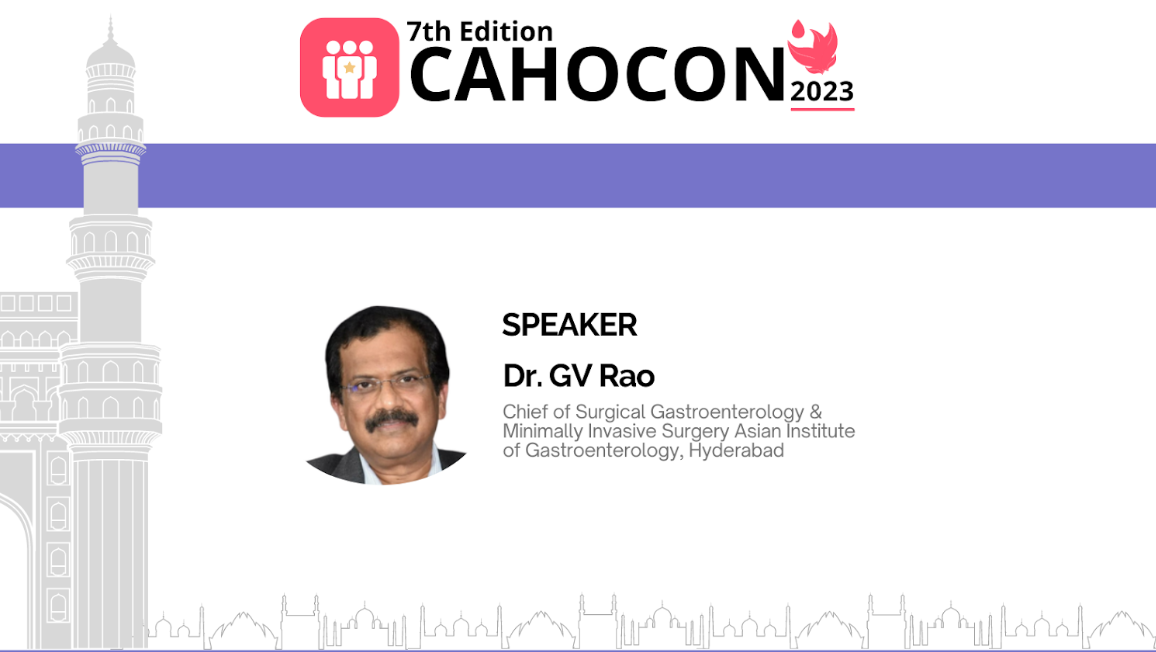 7th Edition
CAHOCON
2023
SPEAKER
Dr. GV Rao
Chief of Surgical Gastroenterology &
Minimally Invasive Surgery Asian Institute
of Gastroenterology, Hyderabad